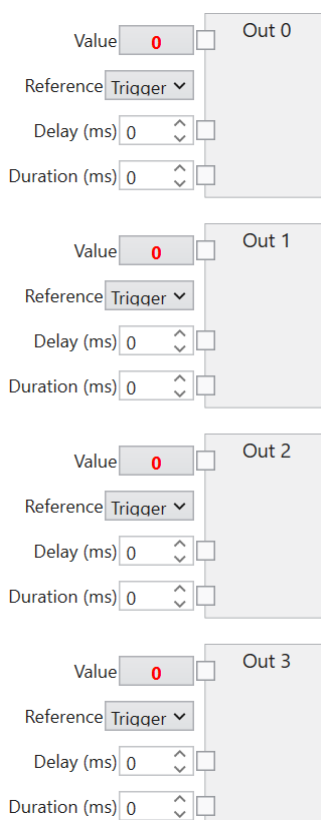 Value 0 Out 0
Reference Trigger
Delay (ms) 0
Duration (ms) 0
Value 0 Out 1
Reference Trigger
Delay (ms) 0
Duration (ms) 0
Value 0 Out 2
Reference Trigger
Delay (ms) 0
Duration (ms) 0
Value 0 Out 3
Reference Trigger
Delay (ms) 0
Duration (ms) 0